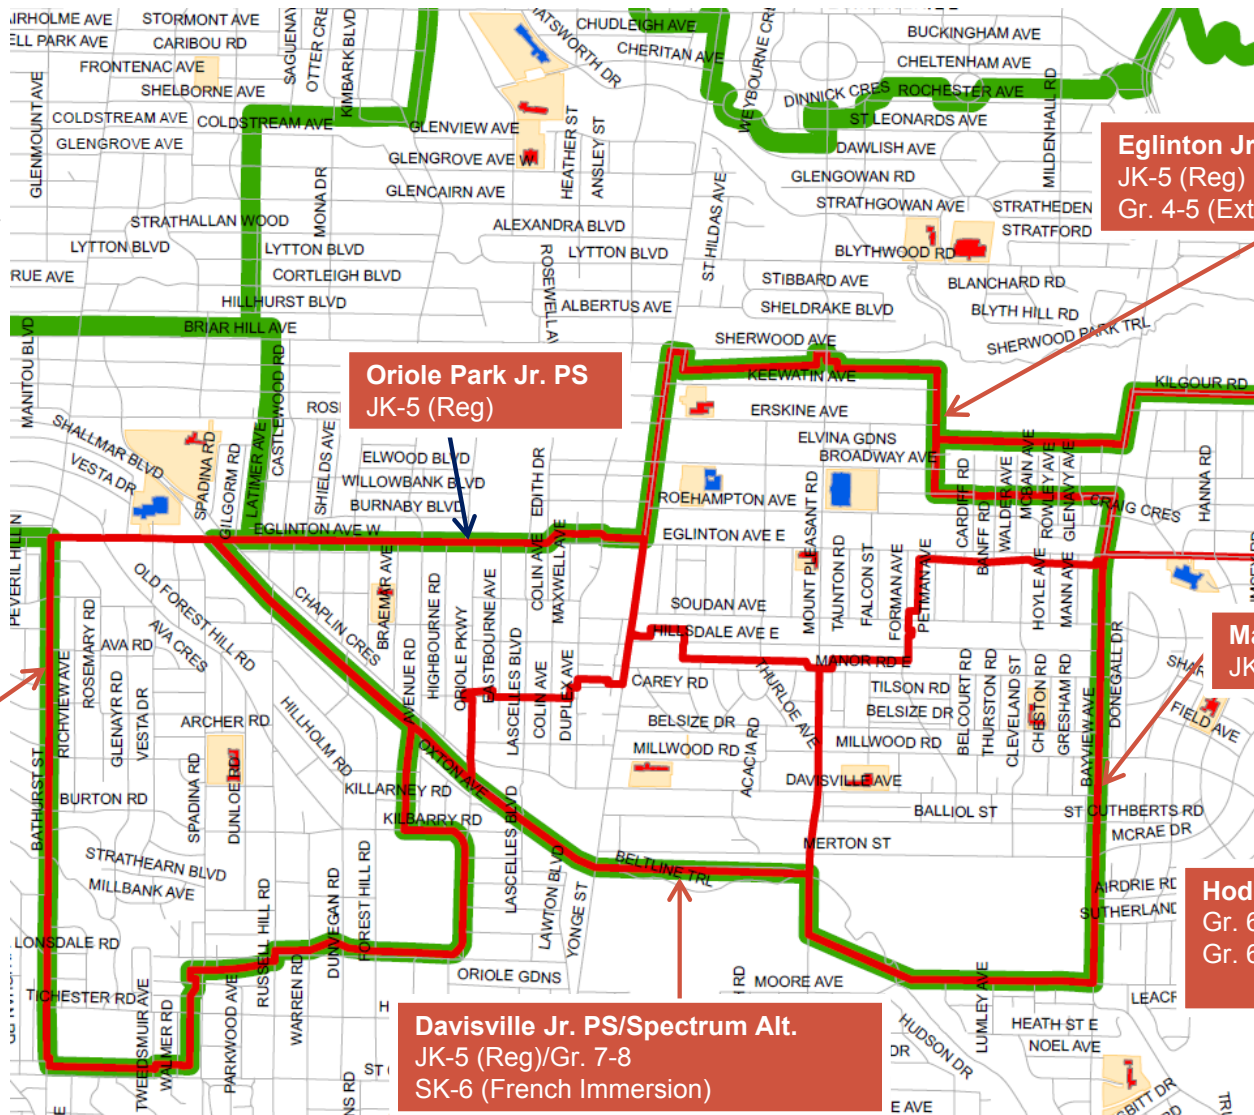 AIRHOLME AVE
STORMONT AVE
CHUDLEIGH AVE
BUCKINGHAM AVE
ELL PARK AVE
CARIBOU RD
SAGUENAY
OTTER CRE
KIMBARK BLVD
HATSWORTH DR
CHERITAN AVE
WEYBOURNE CRE
CHELTENHAM AVE
FRONTENAC AVE
SHELBORNE AVE
DINNICK CRES
ROCHESTER AVE
GLENMOUNT AVE
COLDSTREAM AVE
COLDSTREAM AVE
GLENVIEW AVE
HEATHER ST
ANSLEY ST
ST LEONARDS AVE
MILDENHALL RD
GLENGROVE AVE
GLENGROVE AVE W
DAWLISH AVE
Eglinton Jr
JK-5 (Reg)
Gr. 4-5 (Ext
GLENCAIRN AVE
GLENGOWAN RD
MONA DR
ST HILDAS AVE
STRATHGOWAN AVE
STRATHEDEN
STRATHALLAN WOOD
ALEXANDRA BLVD
STRATFORD
LYTTON BLVD
LYTTON BLVD
LYTTON BLVD
ROSEWELL A
BLYTHWOOD RD
RUE AVE
CORTLEIGH BLVD
STIBBARD AVE
BLANCHARD RD
HILLHURST BLVD
ALBERTUS AVE
SHELDRAKE BLVD
BLYTH HILL RD
BRIAR HILL AVE
SHERWOOD AVE
SHERWOOD PARK TRL
MANITOU BLVD
Oriole Park Jr. PS
JK-5 (Reg)
KEEWATIN AVE
KILGOUR RD
CASTLEWOOD RD
ERSKINE AVE
SHALLMAR BLVD
SPADINA RD
GILGORM RD
LATIMER AVE
SHIELDS AVE
ELVINA GDNS
BROADWAY AVE
VESTA DR
ELWOOD BLVD
EDITH DR
WILLOWBANK BLVD
BURNABY BLVD
MOUNT PLEASANT RD
CARDIFF RD
WALDER AVE
MCBAIN AVE
ROWLEY AVE
GLENAVY AVE
HANNA RD
ROEHAMPTON AVE
CRAIG CRES
EGLINTON AVE W
EGLINTON AVE E
PEVERIL HILL N
OLD FOREST HILL RD
CHAPLIN CRES
BRAEMAR AVE
COLIN AVE
MAXWELL AVE
TAUNTON RD
FALCON ST
FORMAN AVE
PETMAN AVE
BANFF RD
HOYLE AVE
MANN AVE
ROSEMARY RD
SOUDAN AVE
AVA RD
AVA CRES
HIGHBOURNE RD
ORIOLE PKWY
EASTBOURNE AVE
HILLSDALE AVE E
MANOR RD E
Ma
JK
RICHVIEW AVE
GLENAYR RD
VESTA DR
HILLHOLM RD
AVENUE RD
LASCELLES BLVD
COLIN AVE
DUPLEX AVE
CAREY RD
THURLOE AVE
TILSON RD
BELSIZE DR
BELSIZE DR
BELCOURT RD
THURSTON RD
CLEVELAND ST
CHESTON RD
GRESHAM RD
BAYVIEW AVE
DONEGALL DR
FIELD AVE
ARCHER RD
MILLWOOD RD
MILLWOOD RD
ACACIA RD
OXTON AVE
DAVISVILLE AVE
BATHURST ST
BURTON RD
SPADINA RD
DUNLOE RD
KILLARNEY RD
KILBARRY RD
LASCELLES BLVD
BALLIOL ST
ST CUTHBERTS RD
MCRAE DR
MERTON ST
STRATHEARN BLVD
MILLBANK AVE
BELTLINE TRL
LAWTON BLVD
YONGE ST
AIRDRIE RD
SUTHERLAND
Hod
Gr. 6
Gr. 6
LONSDALE RD
RUSSELL HILL RD
DUNVEGAN RD
FOREST HILL RD
WARREN RD
ORIOLE GDNS
MOORE AVE
LUMLEY AVE
TICHESTER RD
TWEEDSMUIR AVE
WALMER RD
PARKWOOD AVE
LEACR
Davisville Jr. PS/Spectrum Alt.
JK-5 (Reg)/Gr. 7-8
SK-6 (French Immersion)
HUDSON DR
HEATH ST E
NOEL AVE
E AVE